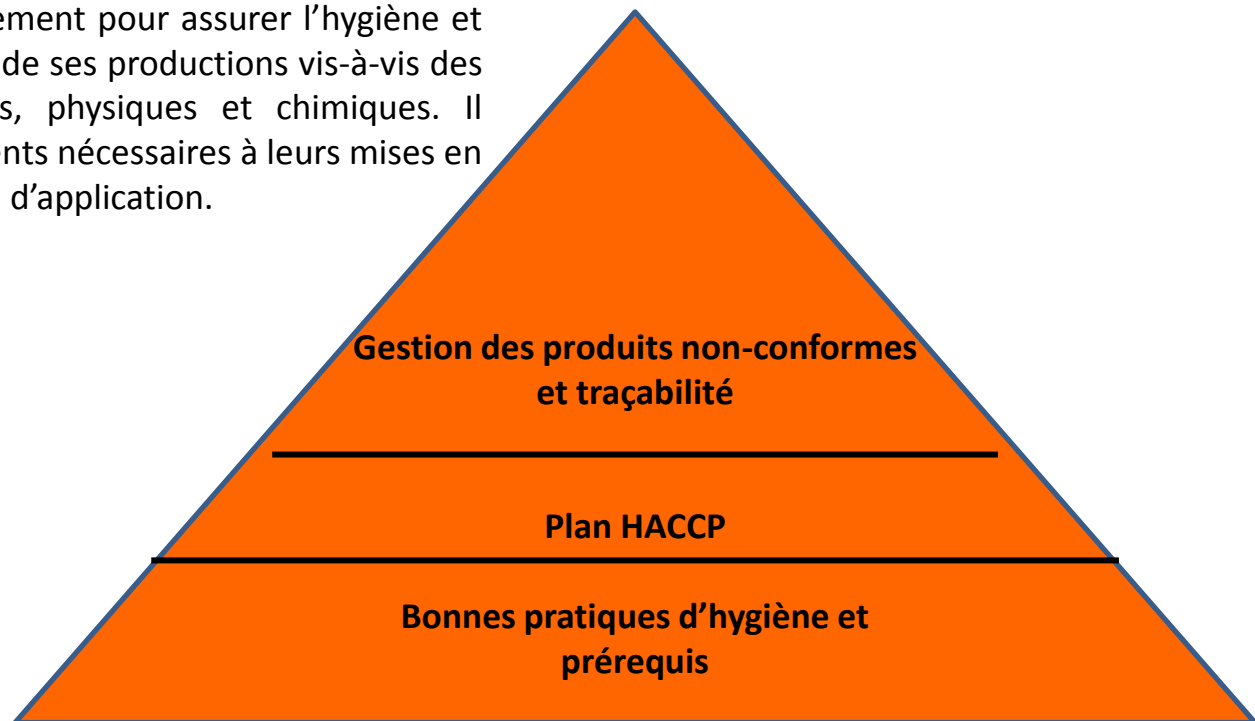 ement pour assurer l’hygiène et
de ses productions vis-à-vis des
s, physiques et chimiques. Il
nts nécessaires à leurs mises en
d’application.
Gestion des produits non-conformes
et traçabilité
Plan HACCP
Bonnes pratiques d’hygiène et
prérequis